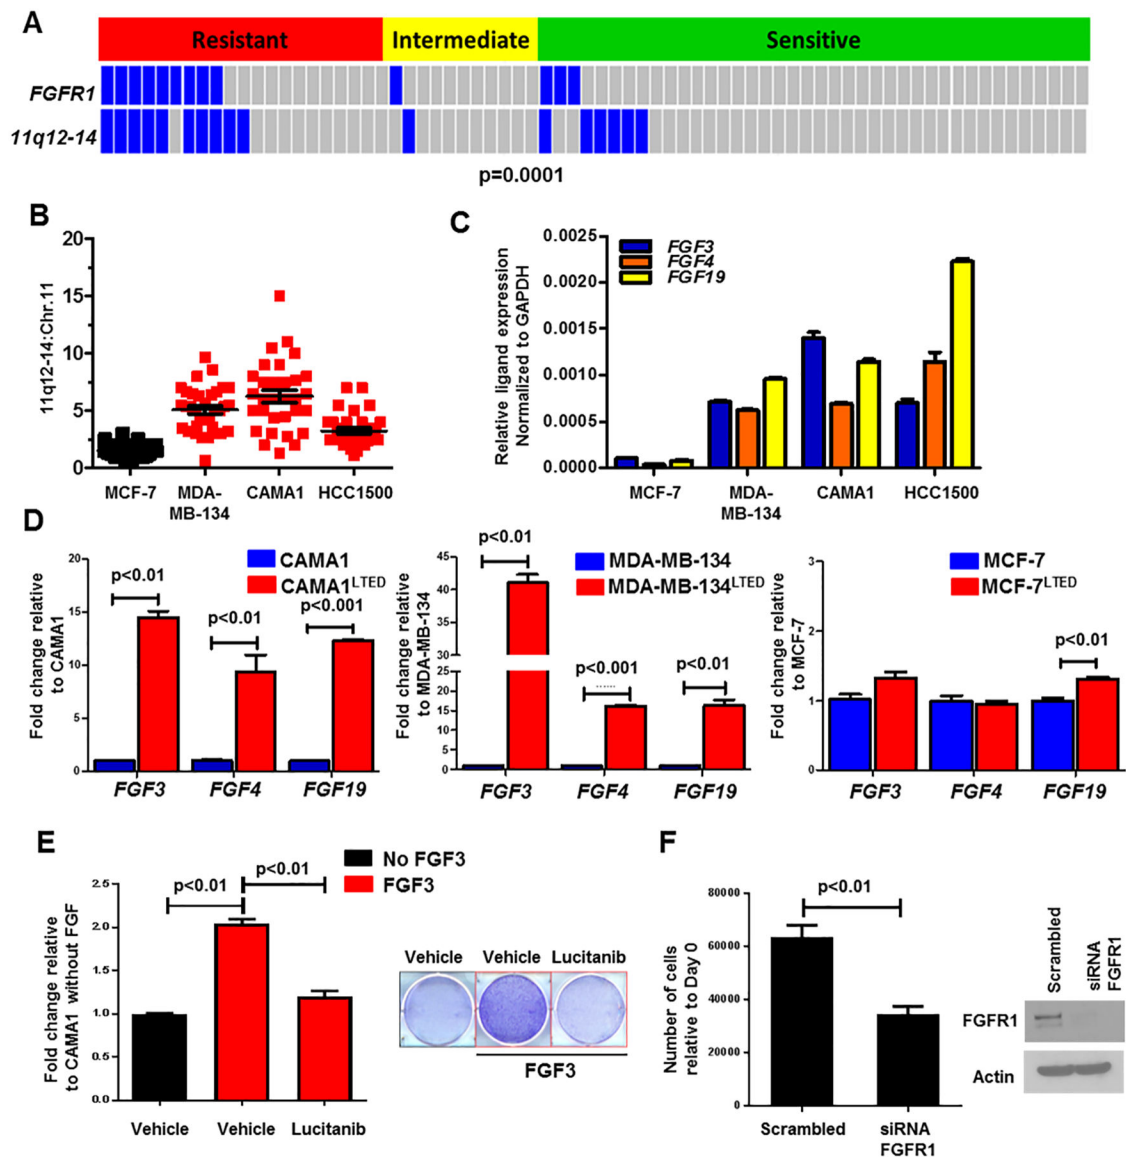 A
Resistant Intermediate Sensitive
FGFR1
11q12-14
p=0.0001
B
11q12-14:Chr.11
20
15
10
5
0
MCF-7 MDA-MB-134 CAMA1 HCC1500
C
Relative ligand expression
Normalized to GAPDH
0.0025
0.0020
0.0015
0.0010
0.0005
0.0000
FGF3
FGF4
FGF19
MCF-7 MDA-MB-134 CAMA1 HCC1500
D
Fold change relative
to CAMA1
20
15
10
5
0
CAMA1
CAMA1LTED
p<0.01
p<0.01
p<0.001
FGF3 FGF4 FGF19
Fold change relative
to MDA-MB-134
45
40
35
30
25
20
15
10
5
0
MDA-MB-134
MDA-MB-134LTED
p<0.01
p<0.001
p<0.01
FGF3 FGF4 FGF19
Fold change relative
to MCF-7
3
2
1
0
MCF-7
MCF-7LTED
p<0.01
FGF3 FGF4 FGF19
E
Fold change relative
to CAMA1 without FGF
2.5
2.0
1.5
1.0
0.5
0.0
No FGF3
FGF3
p<0.01
p<0.01
Vehicle Vehicle Lucitanib
Vehicle Vehicle Lucitanib
FGF3
F
Number of cells
relative to Day 0
80000
60000
40000
20000
0
p<0.01
Scrambled
siRNA
FGFR1
Scrambled
siRNA
FGFR1
FGFR1
Actin